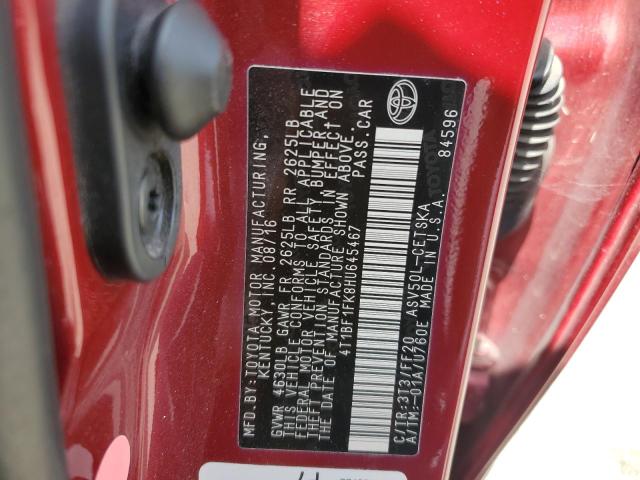 MFD. BY: TOYOTA MOTOR MANUFACTURING,
KENTUCKY, INC. 08/16
GVWR 4630LB GAWR FR 2625LB RR 2625LB
THIS VEHICLE CONFORMS TO ALL APPLICABLE
FEDERAL MOTOR VEHICLE SAFETY, BUMPER, AND
THEFT PREVENTION STANDARDS IN EFFECT ON
THE DATE OF MANUFACTURE SHOWN ABOVE.
4T1BF1FK8HU645467 PASS. CAR
C/TR: 3T3/FF20 ASV50L-CETSKA
A/TM: -01A/U760E MADE IN U.S.A. 84596